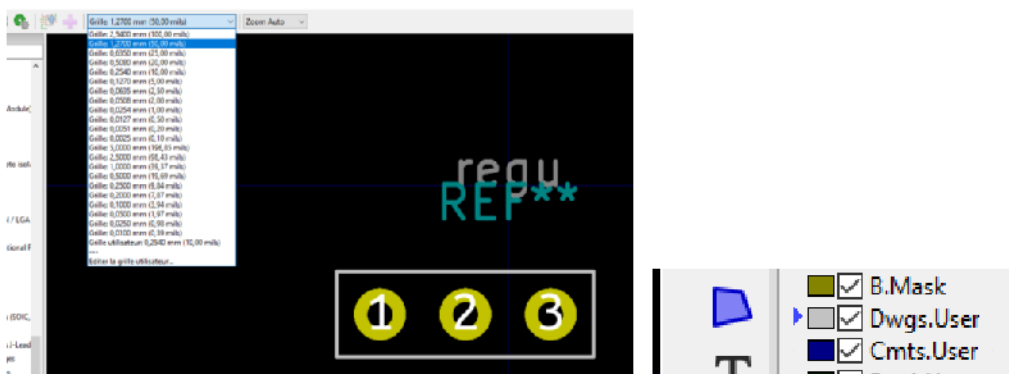 Grille: 1,2700 mm (50,00 mils)
Zoom Auto
Grille: 2,5400 mm (100,00 mils)
Grille: 1,2700 mm (50,00 mils)
Grille: 0,6350 mm (25,00 mils)
Grille: 0,5080 mm (20,00 mils)
Grille: 0,2540 mm (10,00 mils)
Grille: 0,1270 mm (5,00 mils)
Grille: 0,0635 mm (2,50 mils)
Grille: 0,0508 mm (2,00 mils)
Grille: 0,0254 mm (1,00 mils)
Grille: 0,0127 mm (0,50 mils)
Grille: 0,0051 mm (0,20 mils)
Grille: 0,0025 mm (0,10 mils)
Grille: 5,0000 mm (196,85 mils)
Grille: 2,5000 mm (98,43 mils)
Grille: 1,0000 mm (39,37 mils)
Grille: 0,5000 mm (19,69 mils)
Grille: 0,2500 mm (9,84 mils)
Grille: 0,2000 mm (7,87 mils)
Grille: 0,1000 mm (3,94 mils)
Grille: 0,0500 mm (1,97 mils)
Grille: 0,0250 mm (0,98 mils)
Grille: 0,0100 mm (0,39 mils)
Grille utilisateur: 0,2540 mm (10,00 mils)
---
Editer la grille utilisateur...
Module)
/ LGA
(SOIC,
regu
REF**
1 2 3
B.Mask
Dwgs.User
Cmts.User